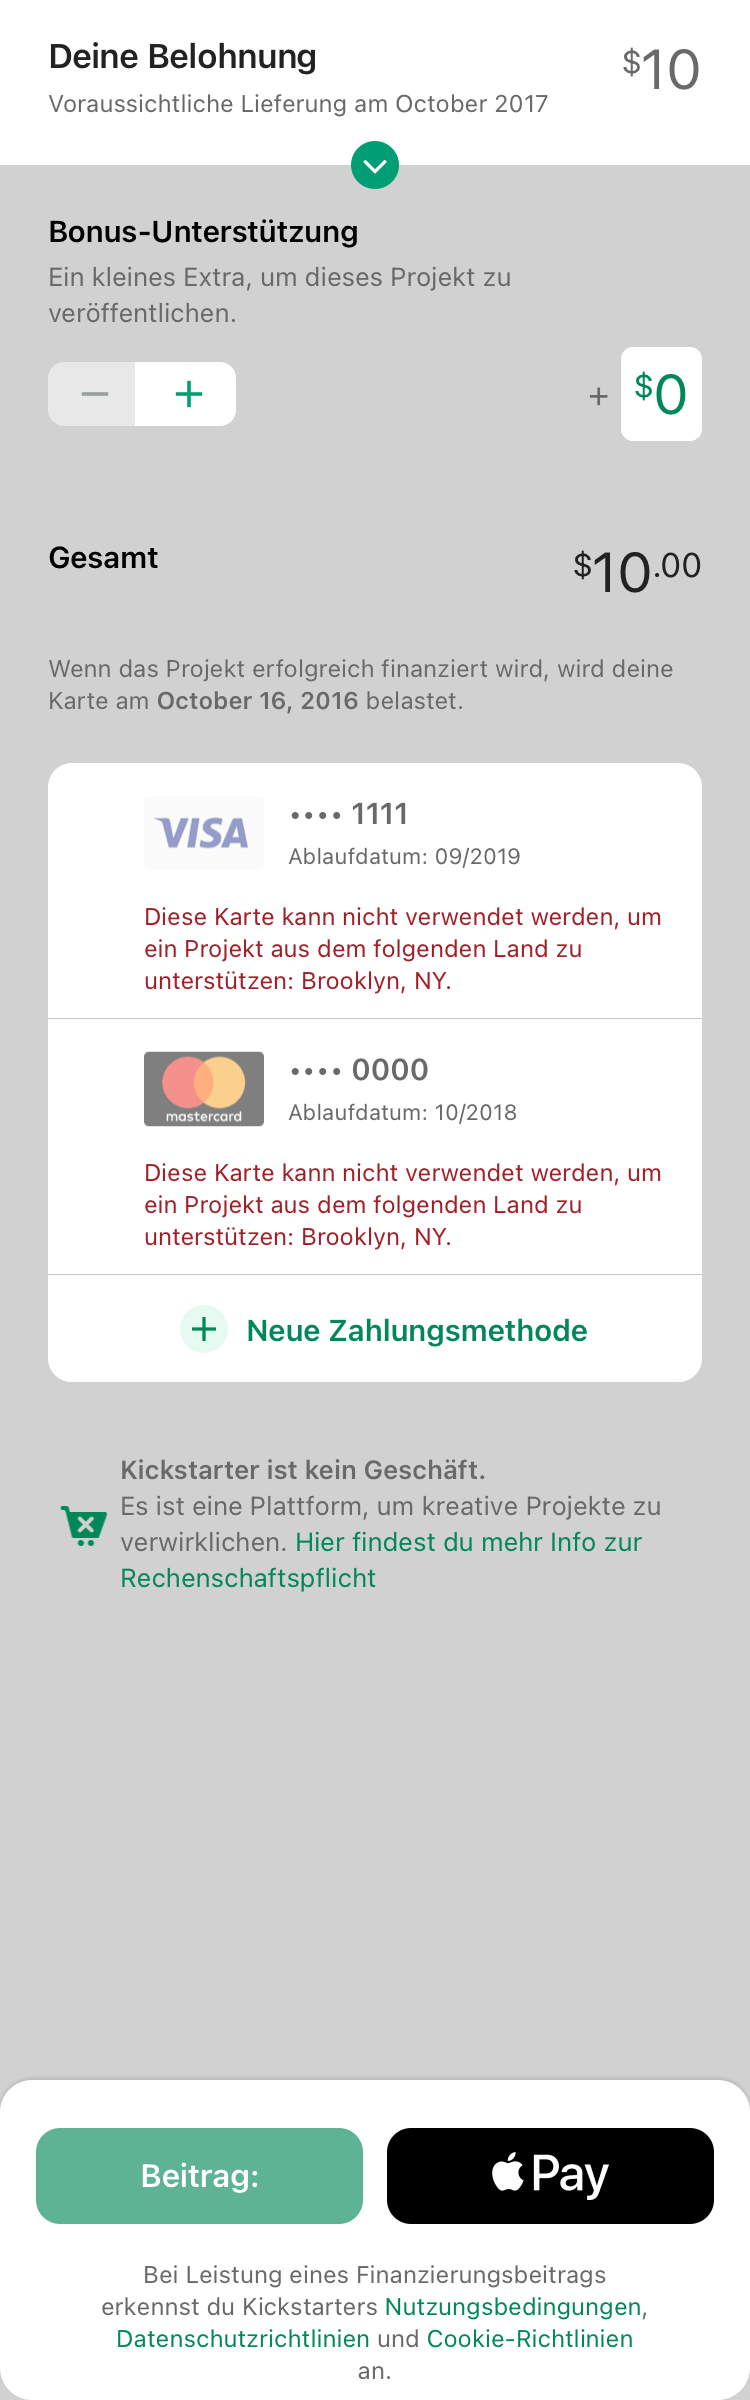 Deine Belohnung
$10
Voraussichtliche Lieferung am October 2017
Bonus-Unterstützung
Ein kleines Extra, um dieses Projekt zu
veröffentlichen.
− +
+ $0
Gesamt
$10.00
Wenn das Projekt erfolgreich finanziert wird, wird deine
Karte am October 16, 2016 belastet.
VISA
•••• 1111
Ablaufdatum: 09/2019
Diese Karte kann nicht verwendet werden, um
ein Projekt aus dem folgenden Land zu
unterstützen: Brooklyn, NY.
mastercard
•••• 0000
Ablaufdatum: 10/2018
Diese Karte kann nicht verwendet werden, um
ein Projekt aus dem folgenden Land zu
unterstützen: Brooklyn, NY.
+ Neue Zahlungsmethode
Kickstarter ist kein Geschäft.
Es ist eine Plattform, um kreative Projekte zu
verwirklichen. Hier findest du mehr Info zur
Rechenschaftspflicht
Beitrag:
Pay
Bei Leistung eines Finanzierungsbeitrags
erkennst du Kickstarters Nutzungsbedingungen,
Datenschutzrichtlinien und Cookie-Richtlinien
an.